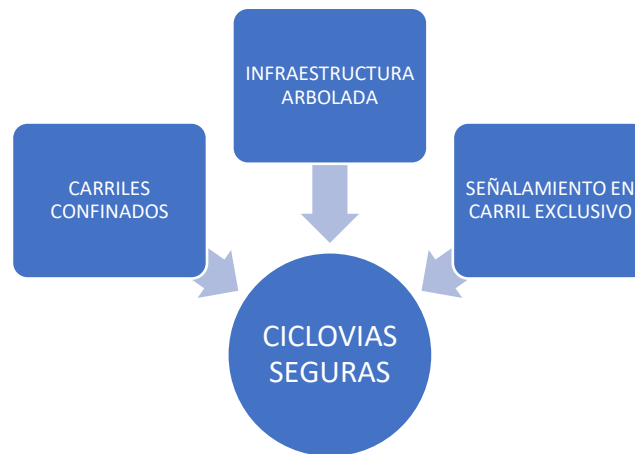 INFRAESTRUCTURA
ARBOLADA
CARRILES
CONFINADOS
SEÑALAMIENTO EN
CARRIL EXCLUSIVO
CICLOVIAS
SEGURAS